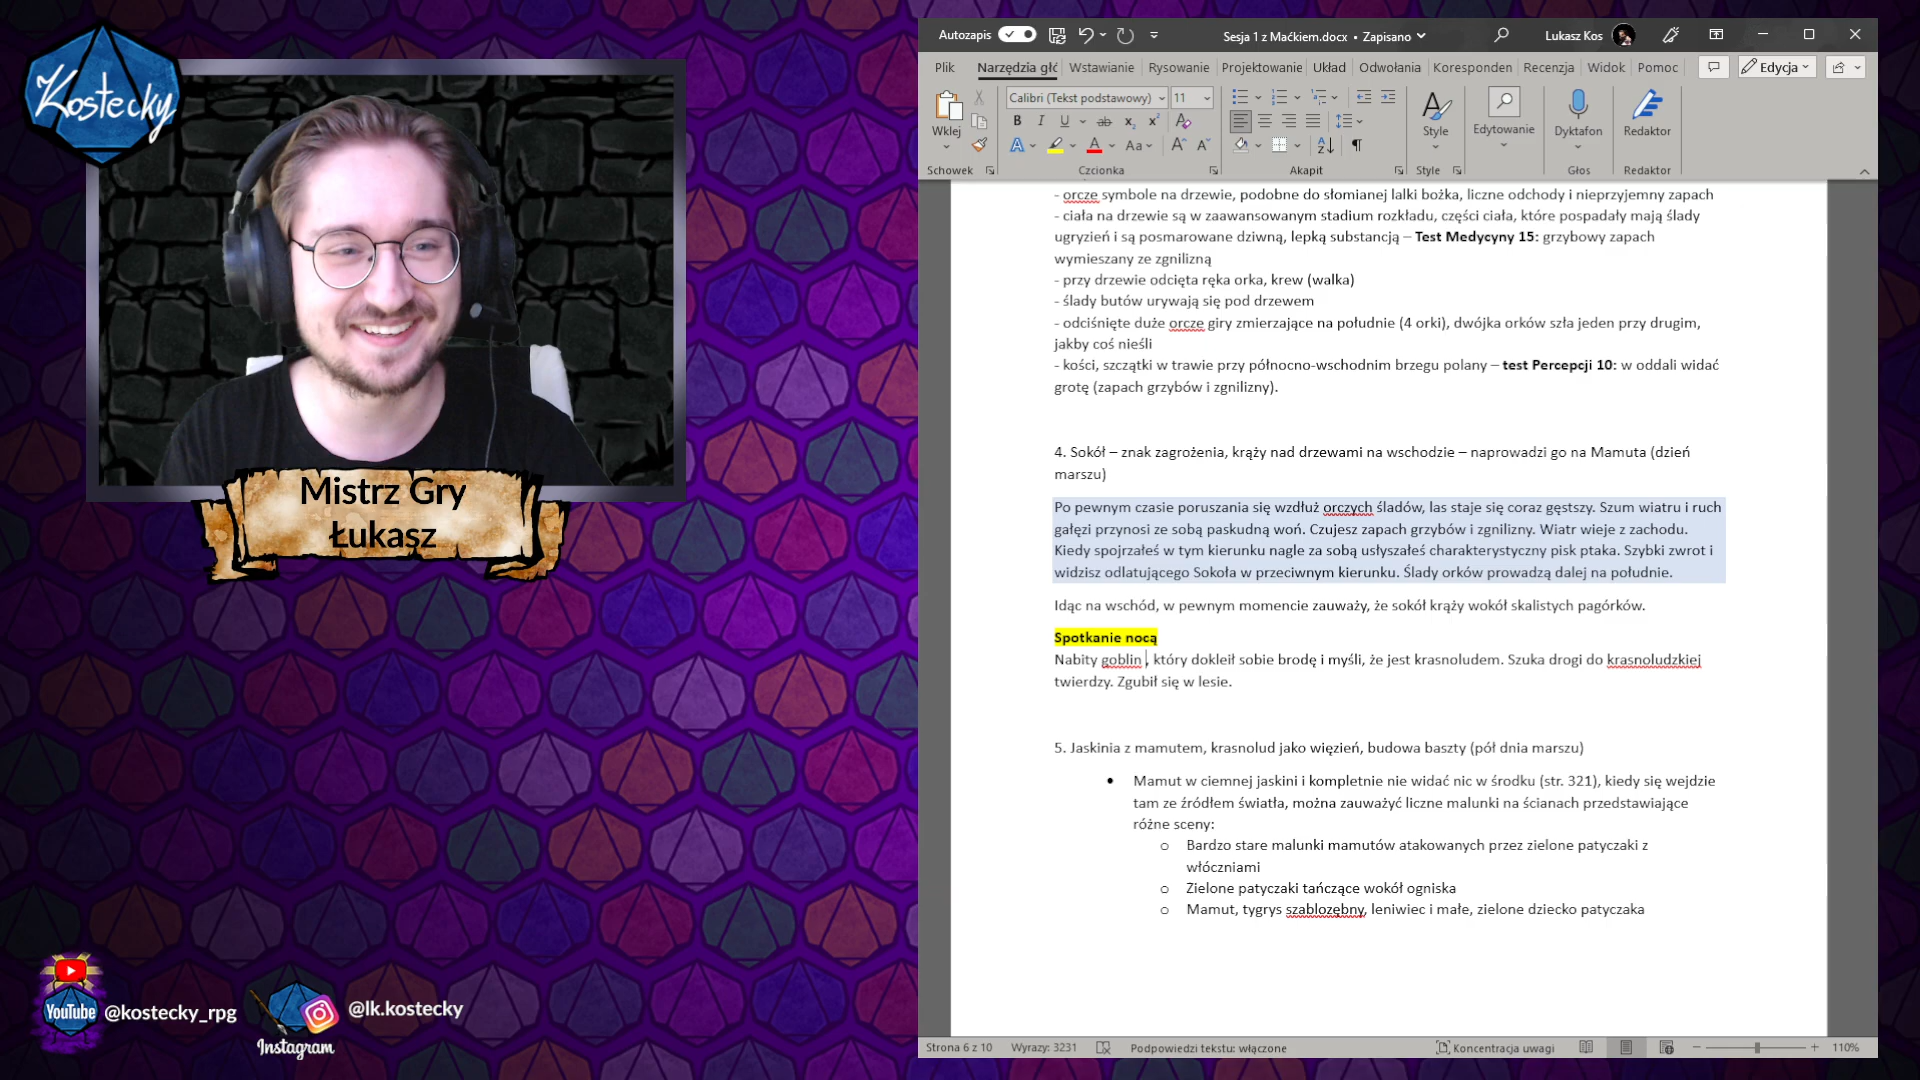 Kostecky
Mistrz Gry
Łukasz
YouTube
@kostecky_rpg
Instagram
@lk.kostecky
Autozapis
Sesja 1 z Maćkiem.docx • Zapisano
Lukasz Kos
Plik
Narzędzia głó
Wstawianie
Rysowanie
Projektowanie
Układ
Odwołania
Koresponden
Recenzja
Widok
Pomoc
Edycja
Wklej
Calibri (Tekst podstawowy)
11
Style
Edytowanie
Dyktafon
Redaktor
Schowek
Czcionka
Akapit
Style
Głos
Redaktor
- orcze symbole na drzewie, podobne do słomianej lalki bożka, liczne odchody i nieprzyjemny zapach
- ciała na drzewie są w zaawansowanym stadium rozkładu, części ciała, które pospadały mają ślady
ugryzień i są posmarowane dziwną, lepką substancją – Test Medycyny 15: grzybowy zapach
wymieszany ze zgnilizną
- przy drzewie odcięta ręka orka, krew (walka)
- ślady butów urywają się pod drzewem
- odciśnięte duże orcze giry zmierzające na południe (4 orki), dwójka orków szła jeden przy drugim,
jakby coś nieśli
- kości, szczątki w trawie przy północno-wschodnim brzegu polany – test Percepcji 10: w oddali widać
grotę (zapach grzybów i zgnilizny).
4. Sokół – znak zagrożenia, krąży nad drzewami na wschodzie – naprowadzi go na Mamuta (dzień
marszu)
Po pewnym czasie poruszania się wzdłuż orczych śladów, las staje się coraz gęstszy. Szum wiatru i ruch
gałęzi przynosi ze sobą paskudną woń. Czujesz zapach grzybów i zgnilizny. Wiatr wieje z zachodu.
Kiedy spojrzałeś w tym kierunku nagle za sobą usłyszałeś charakterystyczny pisk ptaka. Szybki zwrot i
widzisz odlatującego Sokoła w przeciwnym kierunku. Ślady orków prowadzą dalej na południe.
Idąc na wschód, w pewnym momencie zauważy, że sokół krąży wokół skalistych pagórków.
Spotkanie nocą
Nabity goblin , który dokleił sobie brodę i myśli, że jest krasnoludem. Szuka drogi do krasnoludzkiej
twierdzy. Zgubił się w lesie.
5. Jaskinia z mamutem, krasnolud jako więzień, budowa baszty (pół dnia marszu)
• Mamut w ciemnej jaskini i kompletnie nie widać nic w środku (str. 321), kiedy się wejdzie
tam ze źródłem światła, można zauważyć liczne malunki na ścianach przedstawiające
różne sceny:
o Bardzo stare malunki mamutów atakowanych przez zielone patyczaki z
włóczniami
o Zielone patyczaki tańczące wokół ogniska
o Mamut, tygrys szablozębny, leniwiec i małe, zielone dziecko patyczaka
Strona 6 z 10
Wyrazy: 3231
Podpowiedzi tekstu: włączone
Koncentracja uwagi
110%